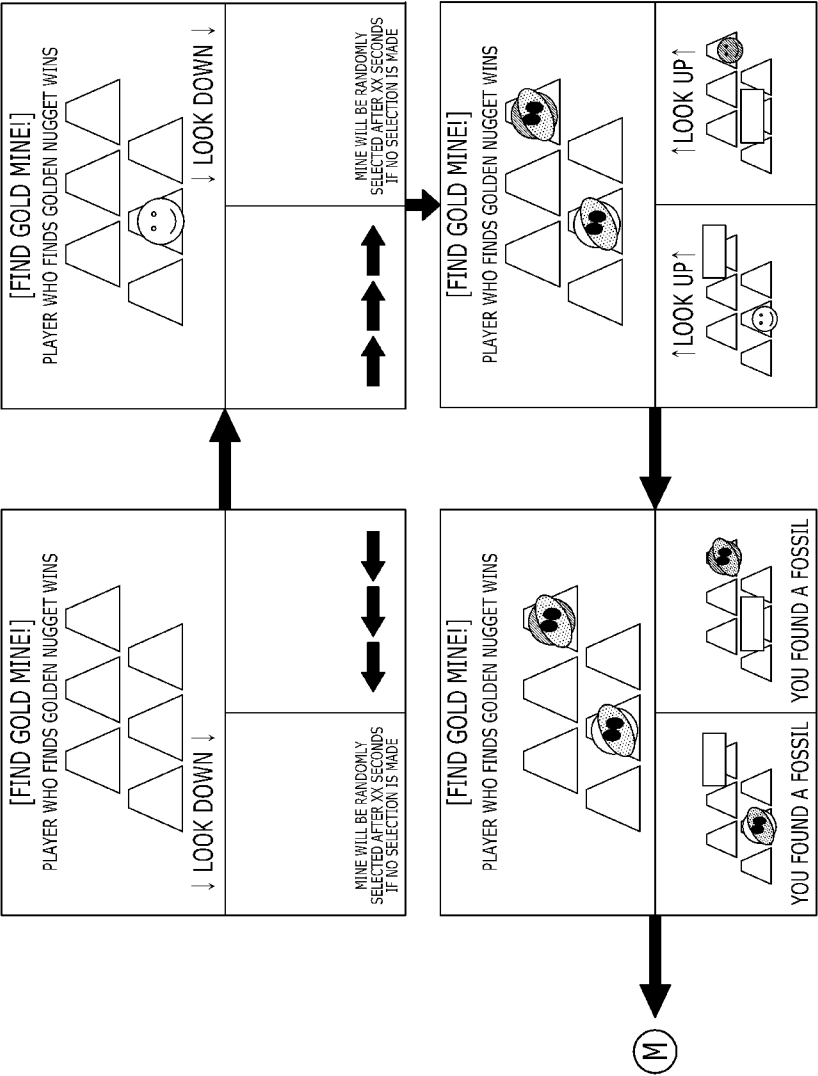 [FIND GOLD MINE!]
PLAYER WHO FINDS GOLDEN NUGGET WINS
↓ LOOK DOWN ↓
MINE WILL BE RANDOMLY
SELECTED AFTER XX SECONDS
IF NO SELECTION IS MADE
[FIND GOLD MINE!]
PLAYER WHO FINDS GOLDEN NUGGET WINS
↓ LOOK DOWN ↓
MINE WILL BE RANDOMLY
SELECTED AFTER XX SECONDS
IF NO SELECTION IS MADE
[FIND GOLD MINE!]
PLAYER WHO FINDS GOLDEN NUGGET WINS
↑LOOK UP↑
↑LOOK UP↑
[FIND GOLD MINE!]
PLAYER WHO FINDS GOLDEN NUGGET WINS
YOU FOUND A FOSSIL
YOU FOUND A FOSSIL
M